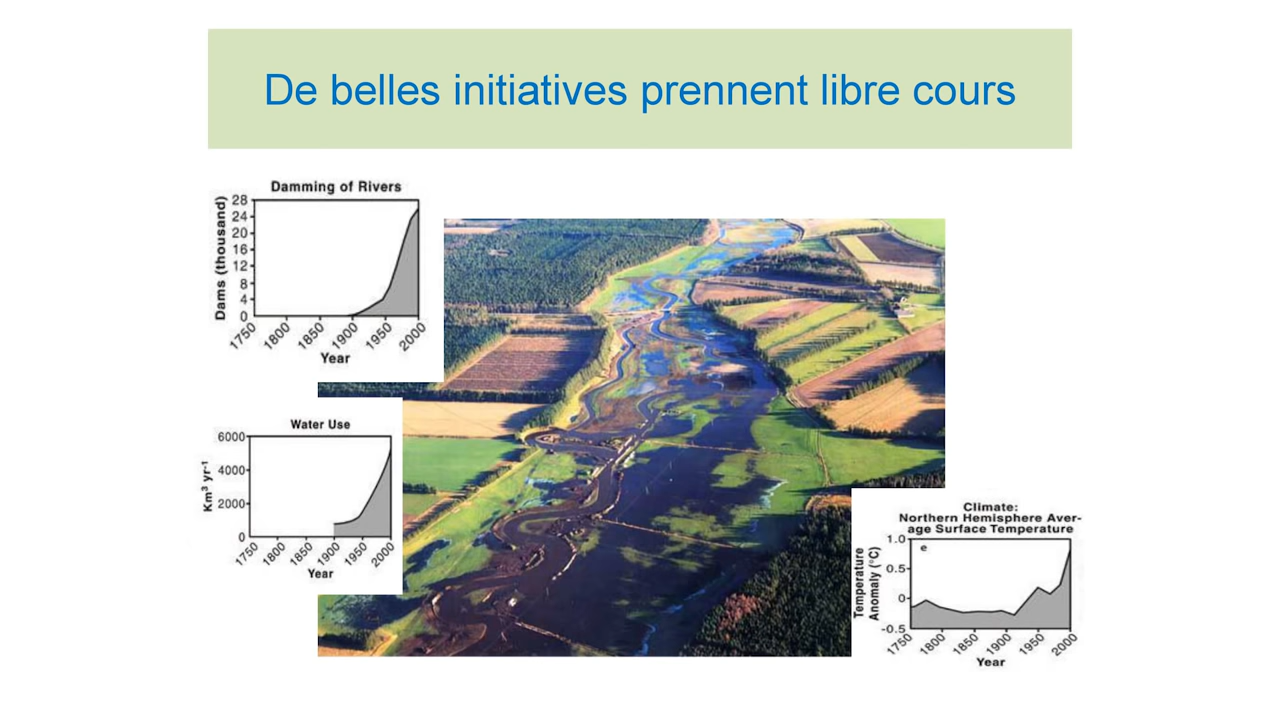 De belles initiatives prennent libre cours
Damming of Rivers
Dams (thousand)
28
24
20
16
12
8
4
0
1750
1800
1850
1900
1950
2000
Year
Water Use
Km³ yr⁻¹
6000
4000
2000
0
1750
1800
1850
1900
1950
2000
Year
Climate:
Northern Hemisphere Aver-
age Surface Temperature
Temperature
Anomaly (°C)
e
1.0
0.5
0
-0.5
1750
1800
1850
1900
1950
2000
Year